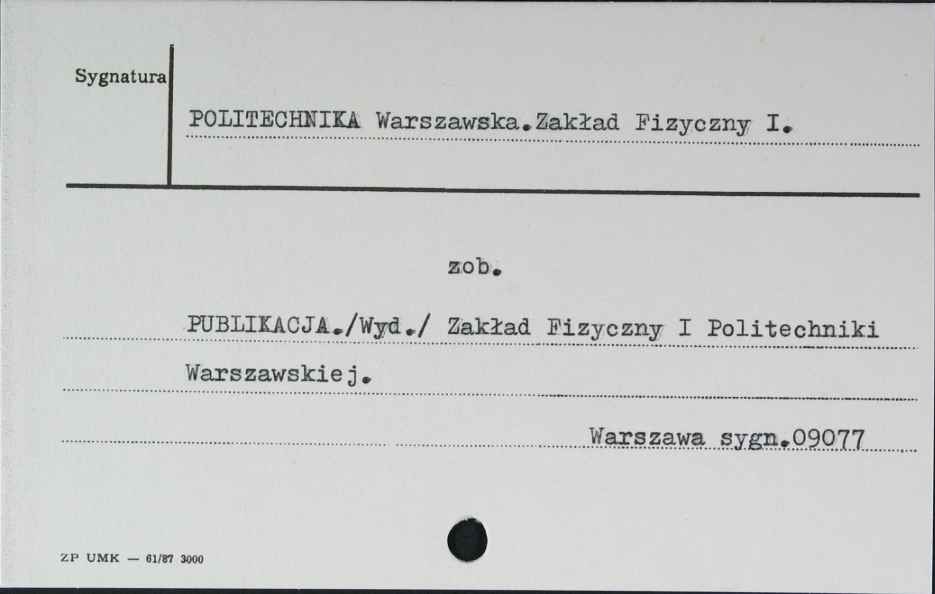 Sygnatura
POLITECHNIKA Warszawska.Zakład Fizyczny I.
zob.
PUBLIKACJA./Wyd./ Zakład Fizyczny I Politechniki
Warszawskiej.
Warszawa sygn.09077
ZP UMK — 61/87 3000